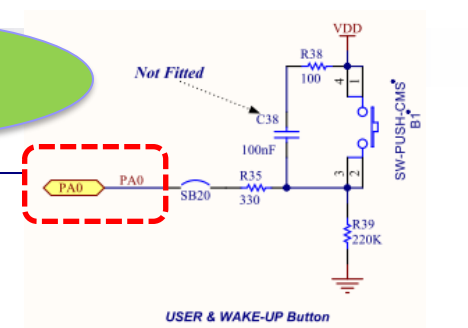 VDD
R38
100
Not Fitted
4
1
C38
100nF
SW-PUSH-CMS
B1
PA0
PA0
SB20
R35
330
3
2
R39
220K
USER & WAKE-UP Button